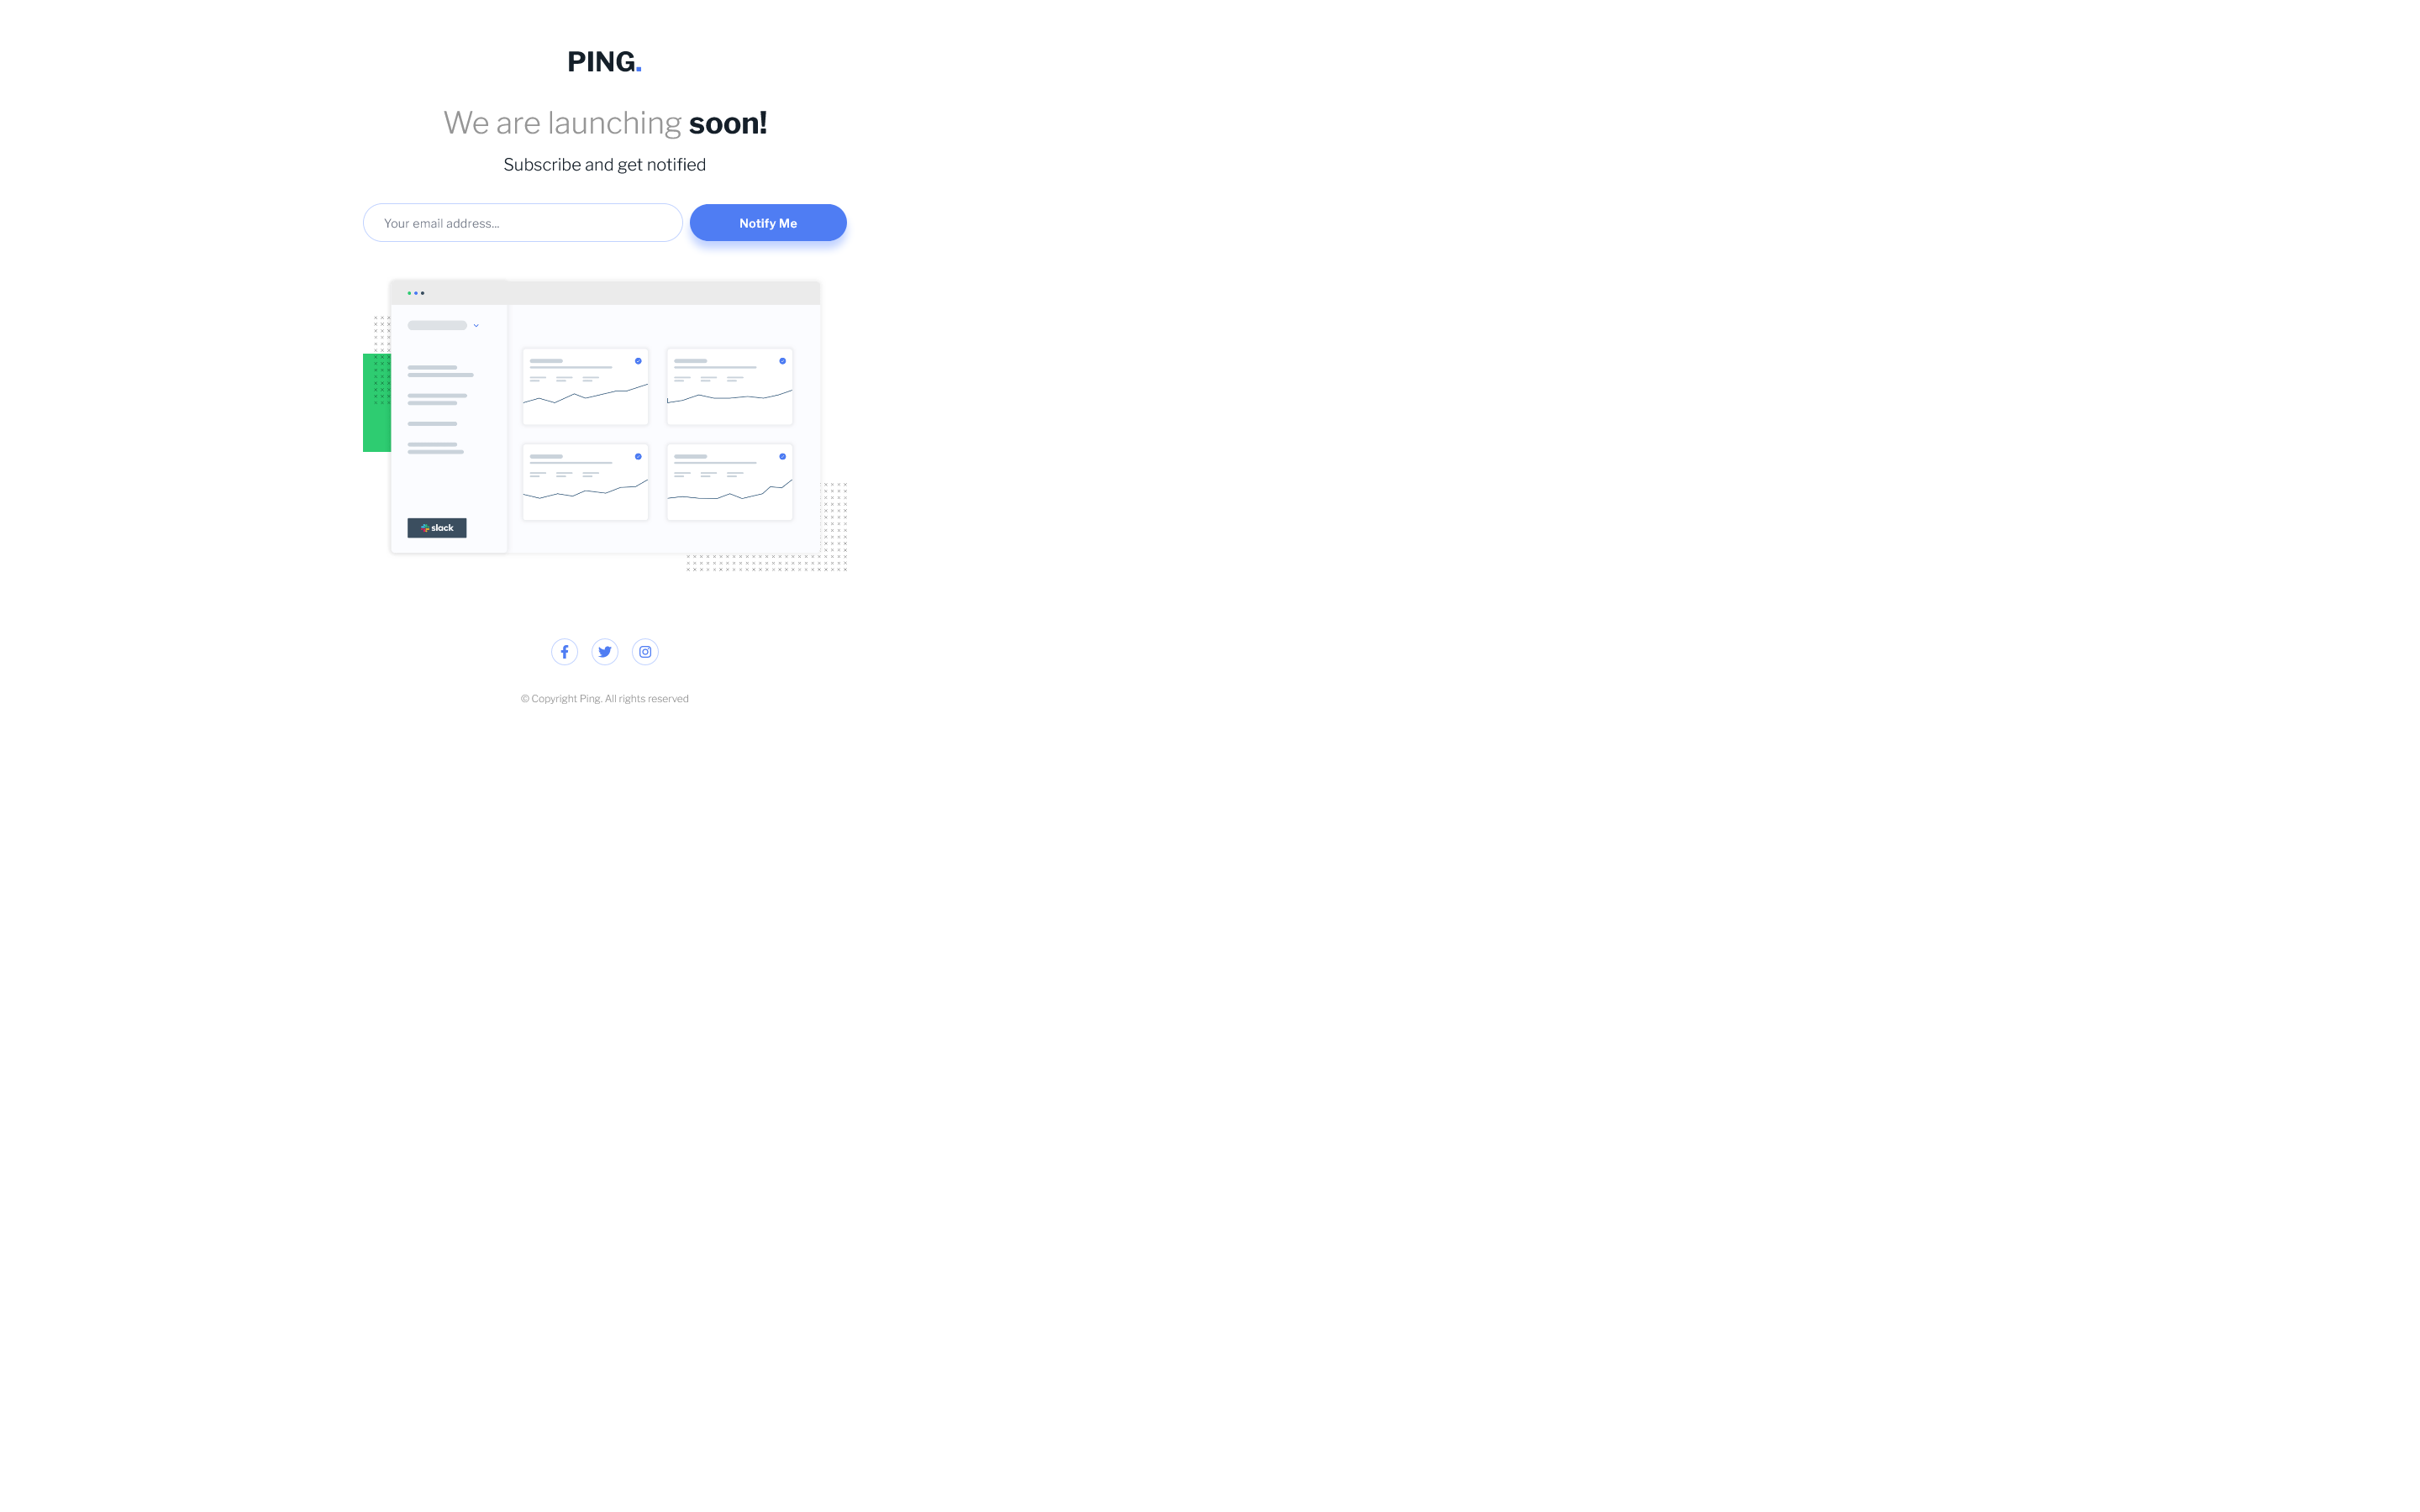 PING.
We are launching soon!
Subscribe and get notified
Your email address...
Notify Me
slack
© Copyright Ping. All rights reserved